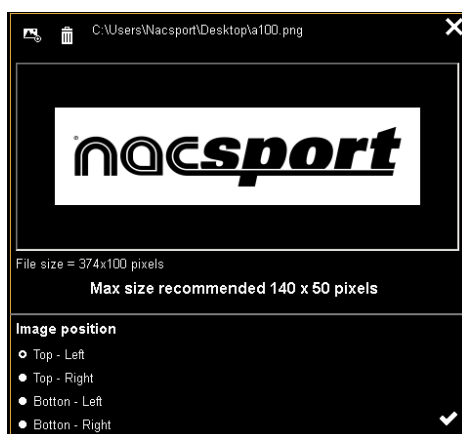 C:\Users\Nacsport\Desktop\a100.png
nacsport
File size = 374x100 pixels
Max size recommended 140 x 50 pixels
Image position
Top - Left
Top - Right
Botton - Left
Botton - Right